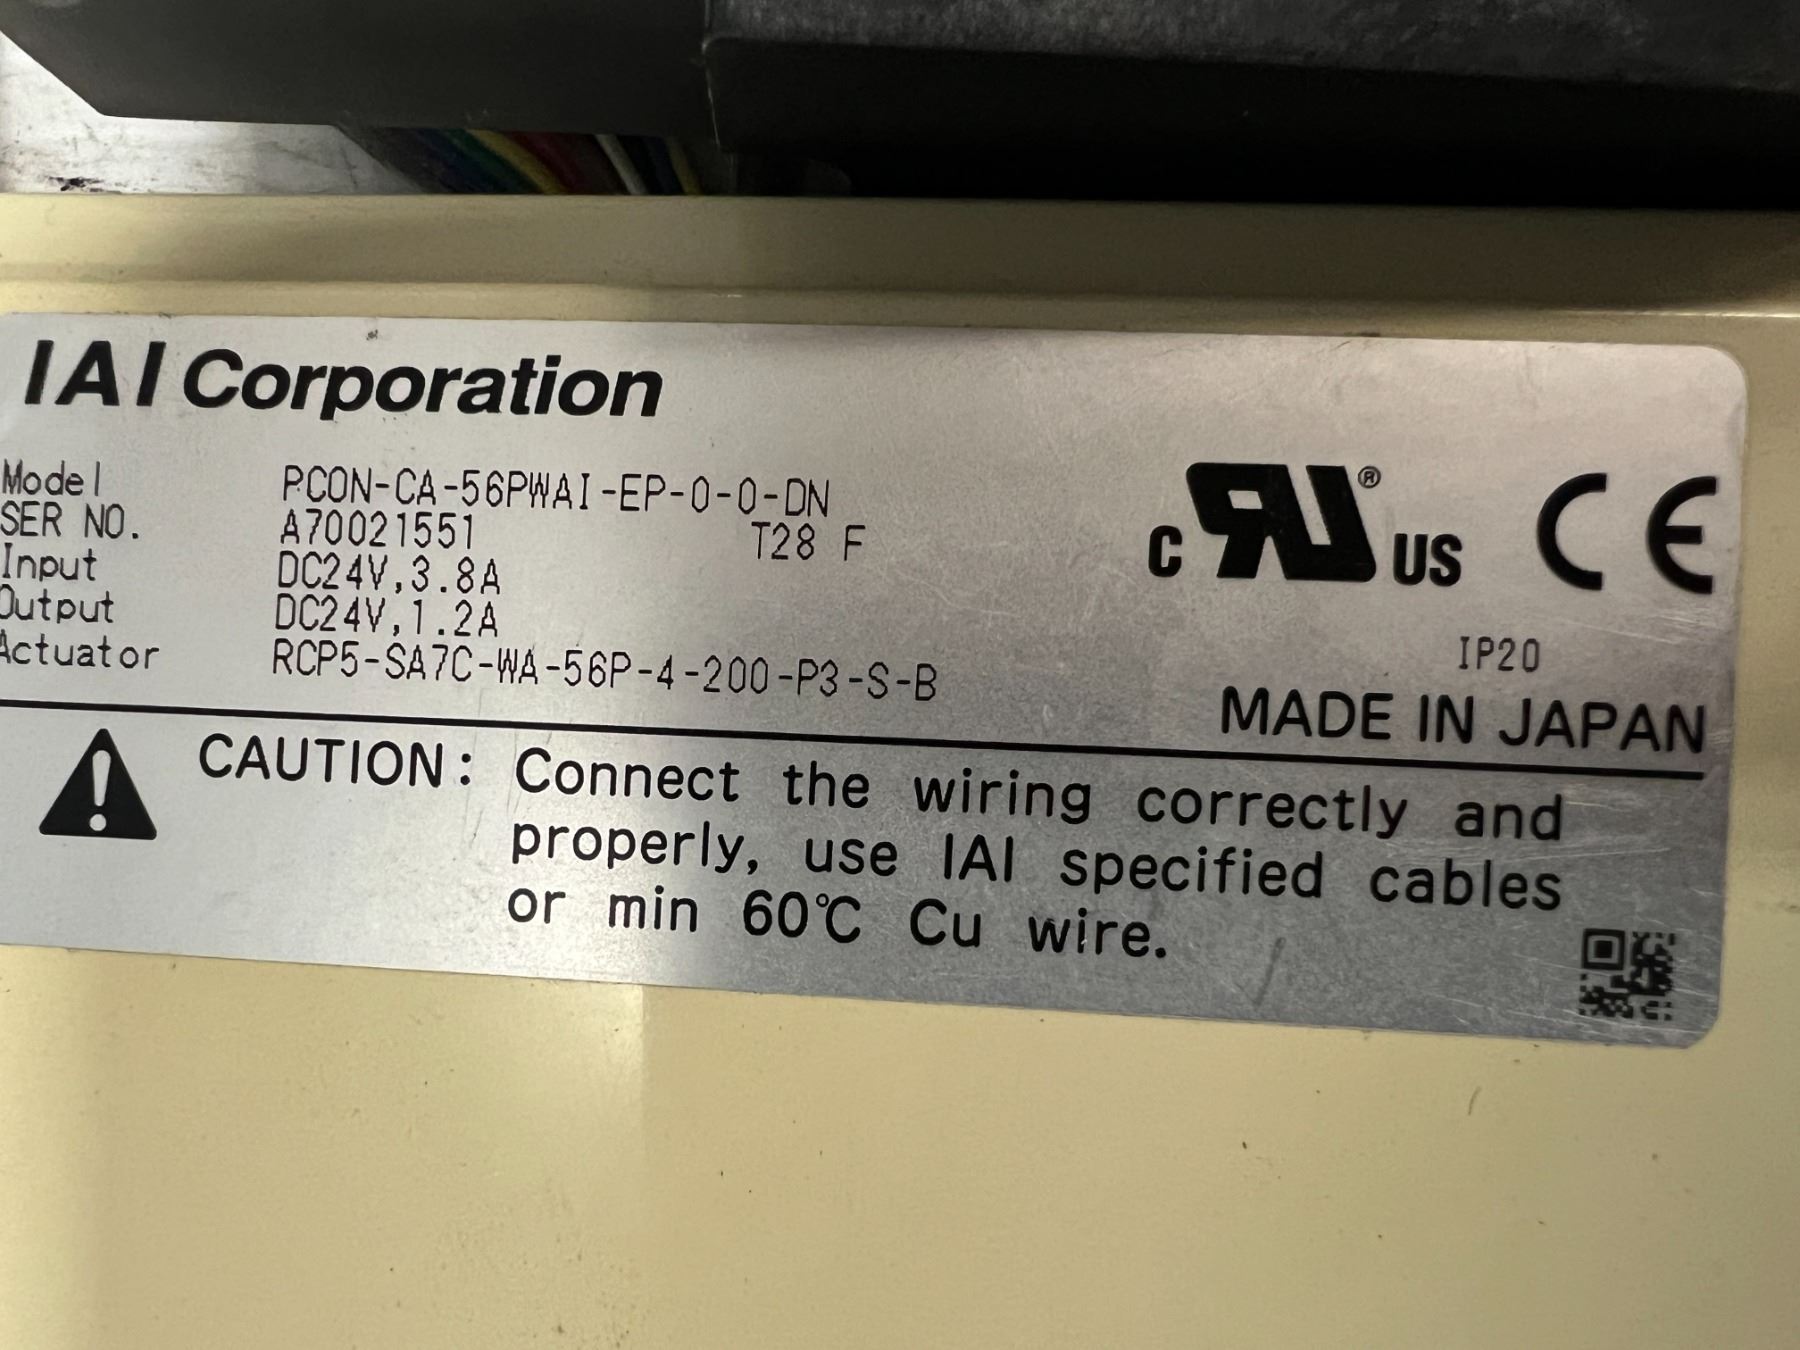 IAI Corporation
Model PCON-CA-56PWAI-EP-0-0-DN
SER NO. A70021551 T28 F
Input DC24V,3.8A
Output DC24V,1.2A
Actuator RCP5-SA7C-WA-56P-4-200-P3-S-B
C RU® US CE
IP20
MADE IN JAPAN
CAUTION: Connect the wiring correctly and
properly, use IAI specified cables
or min 60℃ Cu wire.